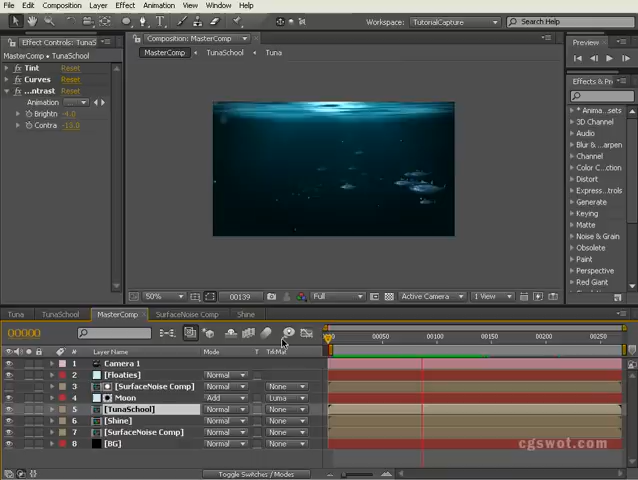 File Edit Composition Layer Effect Animation View Window Help
Workspace: TutorialCapture Search Help
Effect Controls: TunaS
MasterComp • TunaSchool
Tint Reset
Curves Reset
...ntrast Reset
Animation ...
Brightn -4.0
Contra -13.0
Composition: MasterComp
MasterComp TunaSchool Tuna
50% 00139 Full Active Camera 1 View
Preview
Effects & Pr
* Anima...
3D Channel
Audio
Blur & ...arpen
Channel
Color C...ction
Distort
Express...trols
Generate
Keying
Matte
Noise & Grain
Obsolete
Paint
Perspective
Red Giant
Tuna TunaSchool MasterComp SurfaceNoise Comp Shine
00000
00050 00100 00150 00200 00250
# Layer Name Mode T TrkMat
1 Camera 1
2 [Floaties] Normal
3 [SurfaceNoise Comp] Normal None
4 Moon Add Luma
5 [TunaSchool] Normal None
6 [Shine] Normal None
7 [SurfaceNoise Comp] Normal None
8 [BG] Normal None
cgswot.com
Toggle Switches / Modes